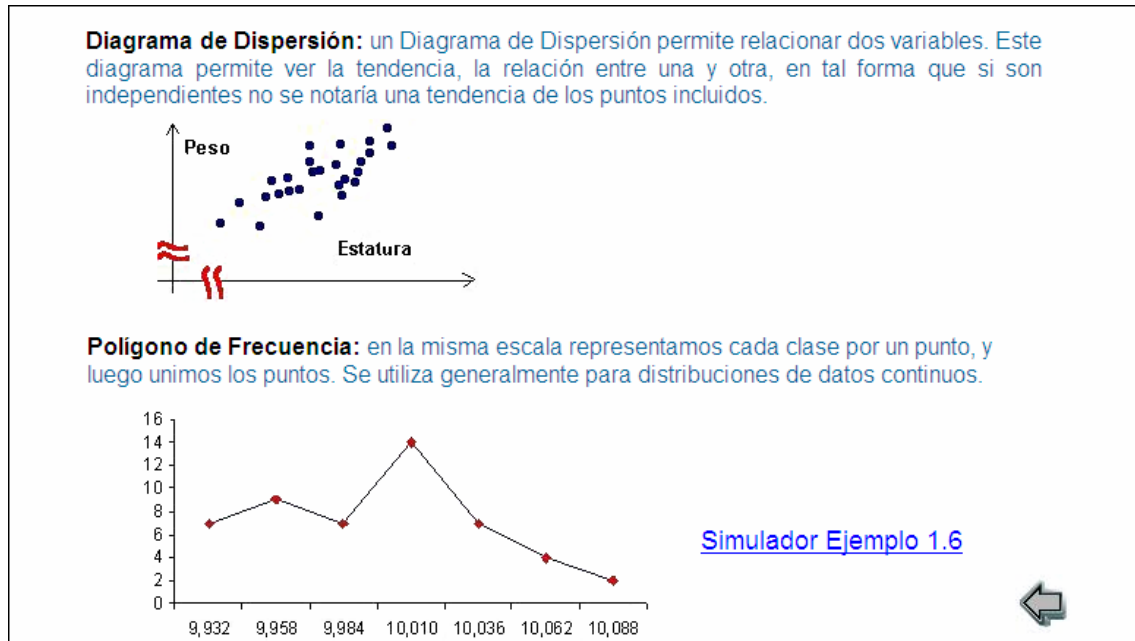 Diagrama de Dispersión: un Diagrama de Dispersión permite relacionar dos variables. Este
diagrama permite ver la tendencia, la relación entre una y otra, en tal forma que si son
independientes no se notaría una tendencia de los puntos incluidos.
Peso
Estatura
Polígono de Frecuencia: en la misma escala representamos cada clase por un punto, y
luego unimos los puntos. Se utiliza generalmente para distribuciones de datos continuos.
16
14
12
10
8
6
4
2
0
9,932 9,958 9,984 10,010 10,036 10,062 10,088
Simulador Ejemplo 1.6